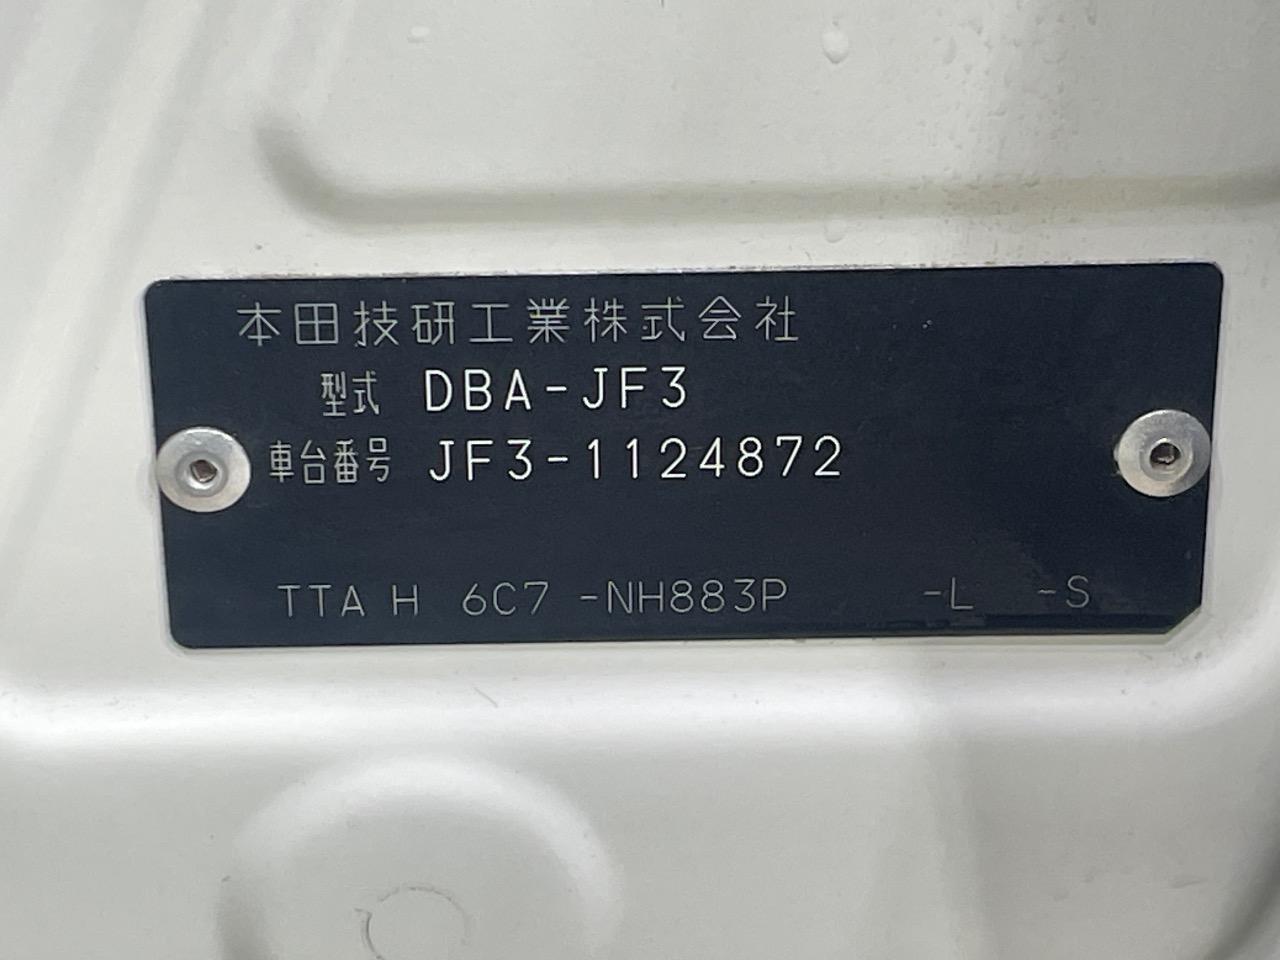 本田技研工業株式会社
型式 DBA-JF3
車台番号 JF3-1124872
TTA H 6C7 -NH883P -L -S